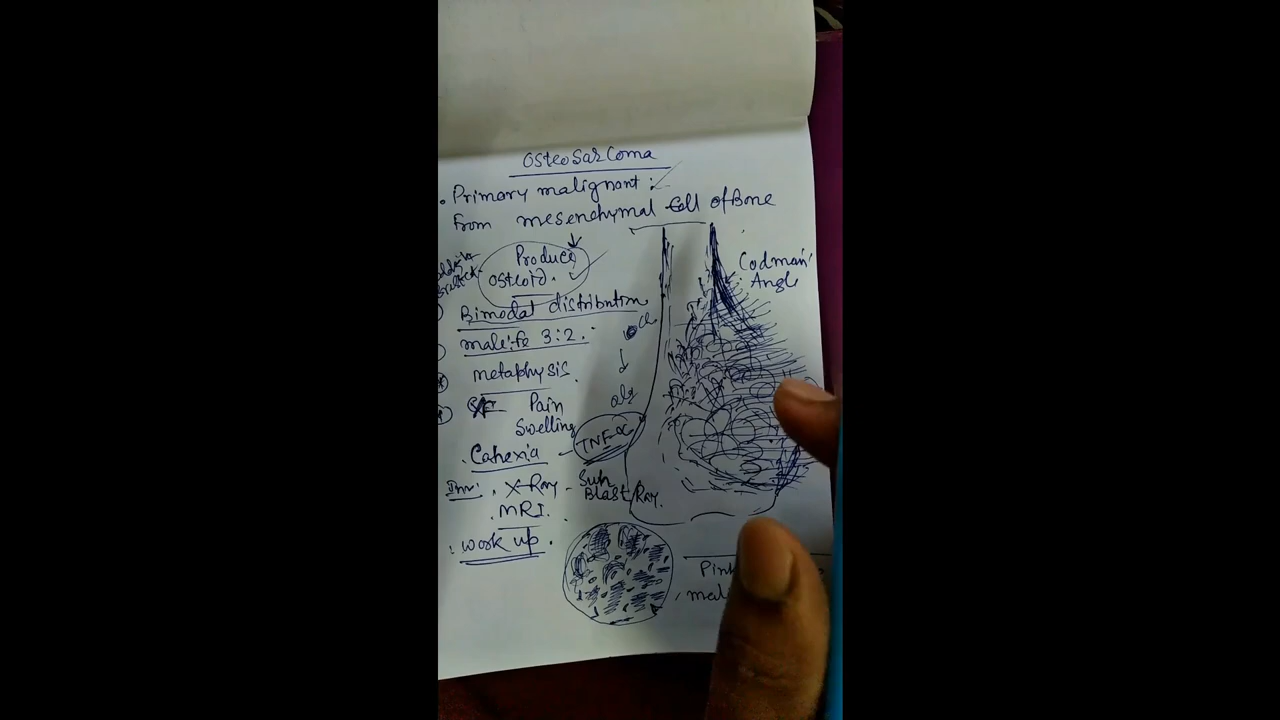 Osteosarcoma
. Primary malignant :
From mesenchymal Cell of Bone
Produce
osteoid.
Codman'
Angle
Bimodal distribution
male:fe 3:2.
metaphysis.
Pain
Swelling
TNF-α
. Cahexia
Inv: . X-Ray - Sun
Blast/Ray.
. MRI.
: work up .